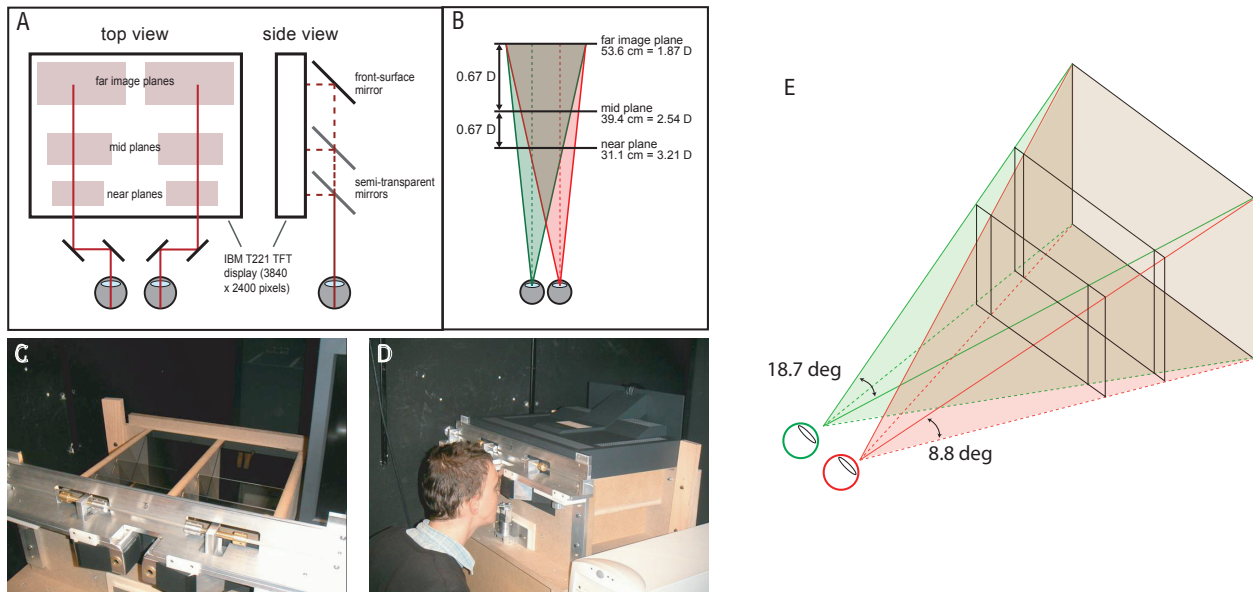 A
top view
side view
far image planes
mid planes
near planes
front-surface
mirror
semi-transparent
mirrors
IBM T221 TFT
display (3840
x 2400 pixels)
B
far image plane
53.6 cm = 1.87 D
0.67 D
mid plane
39.4 cm = 2.54 D
0.67 D
near plane
31.1 cm = 3.21 D
C
D
E
18.7 deg
8.8 deg